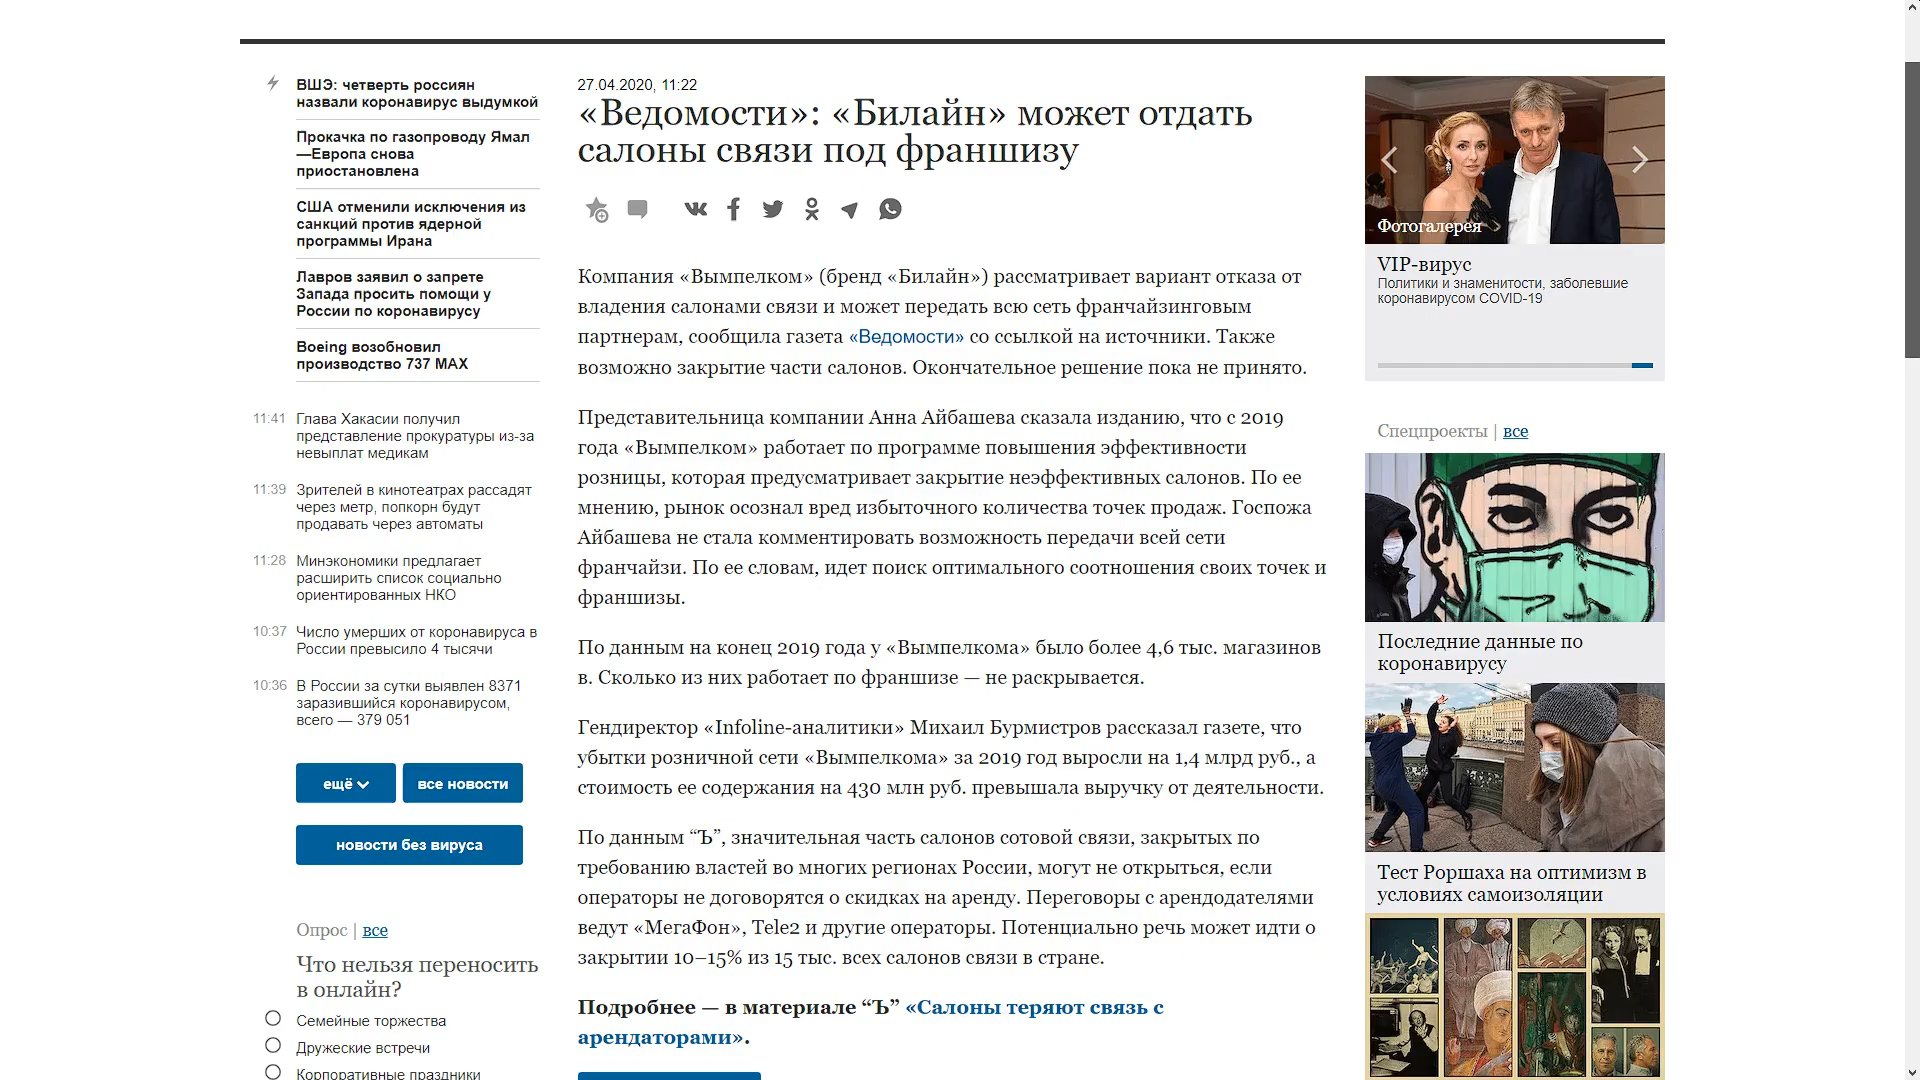 ВШЭ: четверть россиян
назвали коронавирус выдумкой
Прокачка по газопроводу Ямал
—Европа снова
приостановлена
США отменили исключения из
санкций против ядерной
программы Ирана
Лавров заявил о запрете
Запада просить помощи у
России по коронавирусу
Boeing возобновил
производство 737 MAX
11:41 Глава Хакасии получил
представление прокуратуры из-за
невыплат медикам
11:39 Зрителей в кинотеатрах рассадят
через метр, попкорн будут
продавать через автоматы
11:28 Минэкономики предлагает
расширить список социально
ориентированных НКО
10:37 Число умерших от коронавируса в
России превысило 4 тысячи
10:36 В России за сутки выявлен 8371
заразившийся коронавирусом,
всего — 379 051
ещё
все новости
новости без вируса
Опрос | все
Что нельзя переносить
в онлайн?
Семейные торжества
Дружеские встречи
Корпоративные праздники
27.04.2020, 11:22
«Ведомости»: «Билайн» может отдать
салоны связи под франшизу
Компания «Вымпелком» (бренд «Билайн») рассматривает вариант отказа от
владения салонами связи и может передать всю сеть франчайзинговым
партнерам, сообщила газета «Ведомости» со ссылкой на источники. Также
возможно закрытие части салонов. Окончательное решение пока не принято.
Представительница компании Анна Айбашева сказала изданию, что с 2019
года «Вымпелком» работает по программе повышения эффективности
розницы, которая предусматривает закрытие неэффективных салонов. По ее
мнению, рынок осознал вред избыточного количества точек продаж. Госпожа
Айбашева не стала комментировать возможность передачи всей сети
франчайзи. По ее словам, идет поиск оптимального соотношения своих точек и
франшизы.
По данным на конец 2019 года у «Вымпелкома» было более 4,6 тыс. магазинов
в. Сколько из них работает по франшизе — не раскрывается.
Гендиректор «Infoline-аналитики» Михаил Бурмистров рассказал газете, что
убытки розничной сети «Вымпелкома» за 2019 год выросли на 1,4 млрд руб., а
стоимость ее содержания на 430 млн руб. превышала выручку от деятельности.
По данным “Ъ”, значительная часть салонов сотовой связи, закрытых по
требованию властей во многих регионах России, могут не открыться, если
операторы не договорятся о скидках на аренду. Переговоры с арендодателями
ведут «МегаФон», Tele2 и другие операторы. Потенциально речь может идти о
закрытии 10–15% из 15 тыс. всех салонов связи в стране.
Подробнее — в материале “Ъ” «Салоны теряют связь с
арендаторами».
Фотогалерея
VIP-вирус
Политики и знаменитости, заболевшие
коронавирусом COVID-19
Спецпроекты | все
Последние данные по
коронавирусу
Тест Роршаха на оптимизм в
условиях самоизоляции